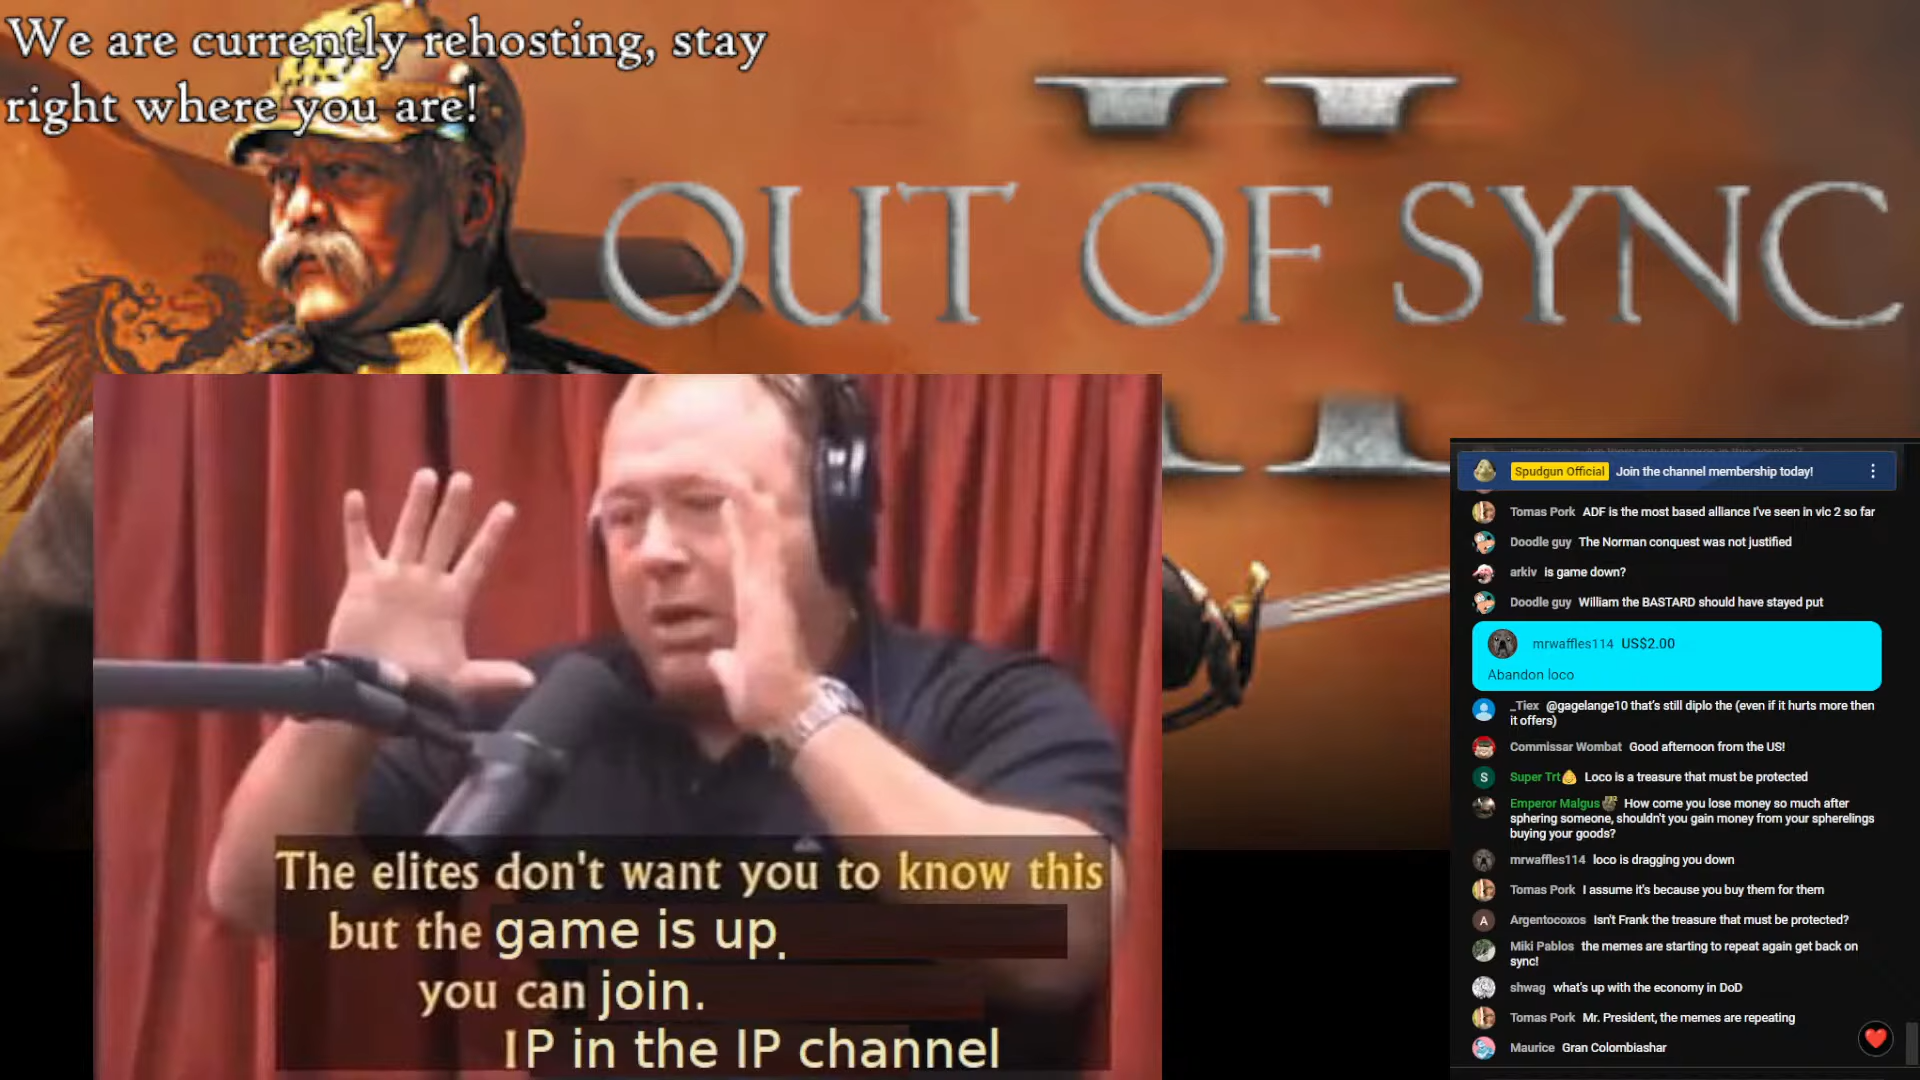 We are currently rehosting, stay
right where you are!
II
OUT OF SYNC
The elites don't want you to know this
but the game is up.
you can join.
IP in the IP channel
Spudgun Official Join the channel membership today!
Tomas Pork ADF is the most based alliance I've seen in vic 2 so far
Doodle guy The Norman conquest was not justified
arkiv is game down?
Doodle guy William the BASTARD should have stayed put
mrwaffles114 US$2.00
Abandon loco
_Tiex @gagelange10 that's still diplo the (even if it hurts more then
it offers)
Commissar Wombat Good afternoon from the US!
S Super Trt Loco is a treasure that must be protected
Emperor Malgus How come you lose money so much after
sphering someone, shouldn't you gain money from your spherelings
buying your goods?
mrwaffles114 loco is dragging you down
Tomas Pork I assume it's because you buy them for them
A Argentocoxos Isn't Frank the treasure that must be protected?
Miki Pablos the memes are starting to repeat again get back on
sync!
shwag what's up with the economy in DoD
Tomas Pork Mr. President, the memes are repeating
Maurice Gran Colombiashar